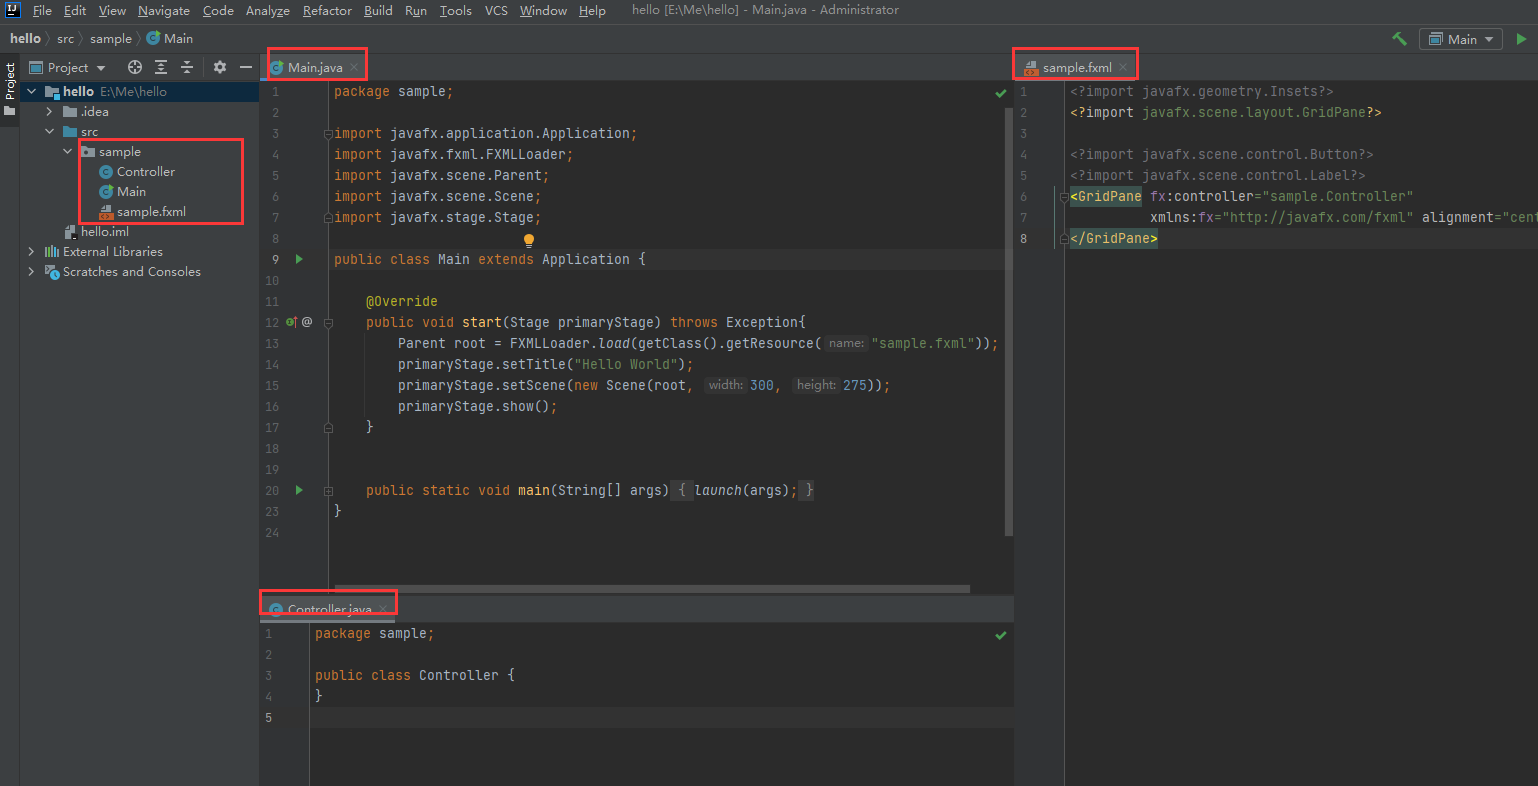 File Edit View Navigate Code Analyze Refactor Build Run Tools VCS Window Help hello [E:\Me\hello] - Main.java - Administrator
hello src sample Main
Main
Project
Project
hello E:\Me\hello
.idea
src
sample
Controller
Main
sample.fxml
hello.iml
External Libraries
Scratches and Consoles
Main.java
1 package sample;
2
3 import javafx.application.Application;
4 import javafx.fxml.FXMLLoader;
5 import javafx.scene.Parent;
6 import javafx.scene.Scene;
7 import javafx.stage.Stage;
8
9 public class Main extends Application {
10
11 @Override
12 public void start(Stage primaryStage) throws Exception{
13 Parent root = FXMLLoader.load(getClass().getResource( name: "sample.fxml"));
14 primaryStage.setTitle("Hello World");
15 primaryStage.setScene(new Scene(root, width: 300, height: 275));
16 primaryStage.show();
17 }
18
19
20 public static void main(String[] args) { launch(args); }
23 }
24
Controller.java
1 package sample;
2
3 public class Controller {
4 }
5
sample.fxml
1 <?import javafx.geometry.Insets?>
2 <?import javafx.scene.layout.GridPane?>
3
4 <?import javafx.scene.control.Button?>
5 <?import javafx.scene.control.Label?>
6 <GridPane fx:controller="sample.Controller"
7 xmlns:fx="http://javafx.com/fxml" alignment="cent
8 </GridPane>